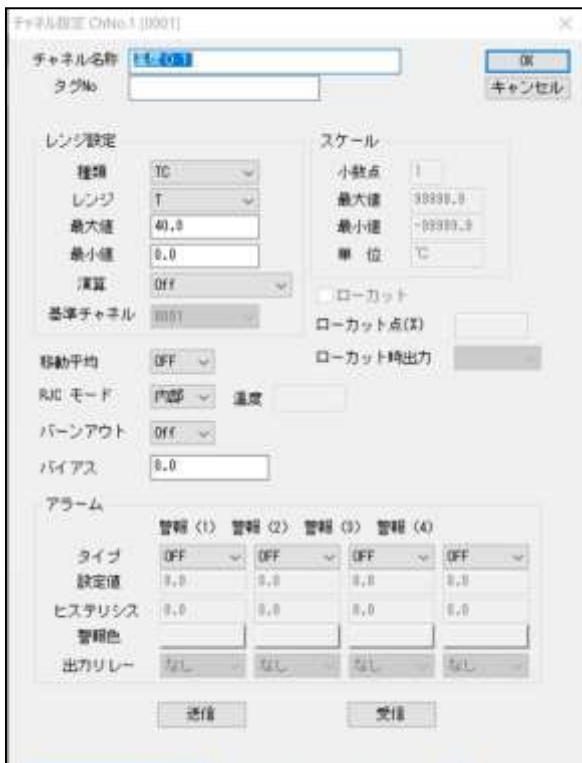 チャネル設定 ChNo.1 [0001]
チャネル名称 温度0-1 OK
タグNo キャンセル
レンジ設定 スケール
種類 TC 小数点 1
レンジ T 最大値 99999.9
最大値 40.0 最小値 -99999.9
最小値 0.0 単 位 ℃
演算 Off ローカット
基準チャネル 0001 ローカット点(%)
移動平均 OFF ローカット時出力
RJC モード 内部 温度
バーンアウト Off
バイアス 0.0
アラーム
警報 (1) 警報 (2) 警報 (3) 警報 (4)
タイプ OFF OFF OFF OFF
設定値 0.0 0.0 0.0 0.0
ヒステリシス 0.0 0.0 0.0 0.0
警報色
出力リレー なし なし なし なし
送信 受信